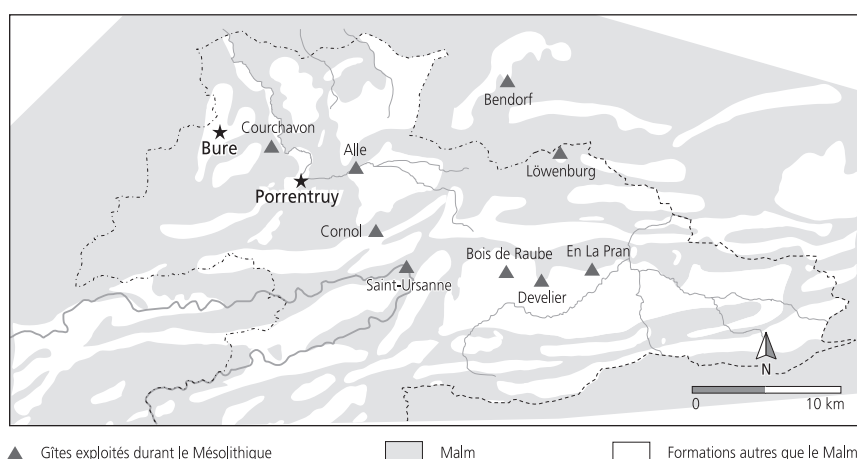 Bendorf
Courchavon
Bure
Alle
Löwenburg
Porrentruy
Cornol
Bois de Raube
En La Pran
Saint-Ursanne
Develier
N
0 10 km
Gîtes exploités durant le Mésolithique Malm Formations autres que le Malm